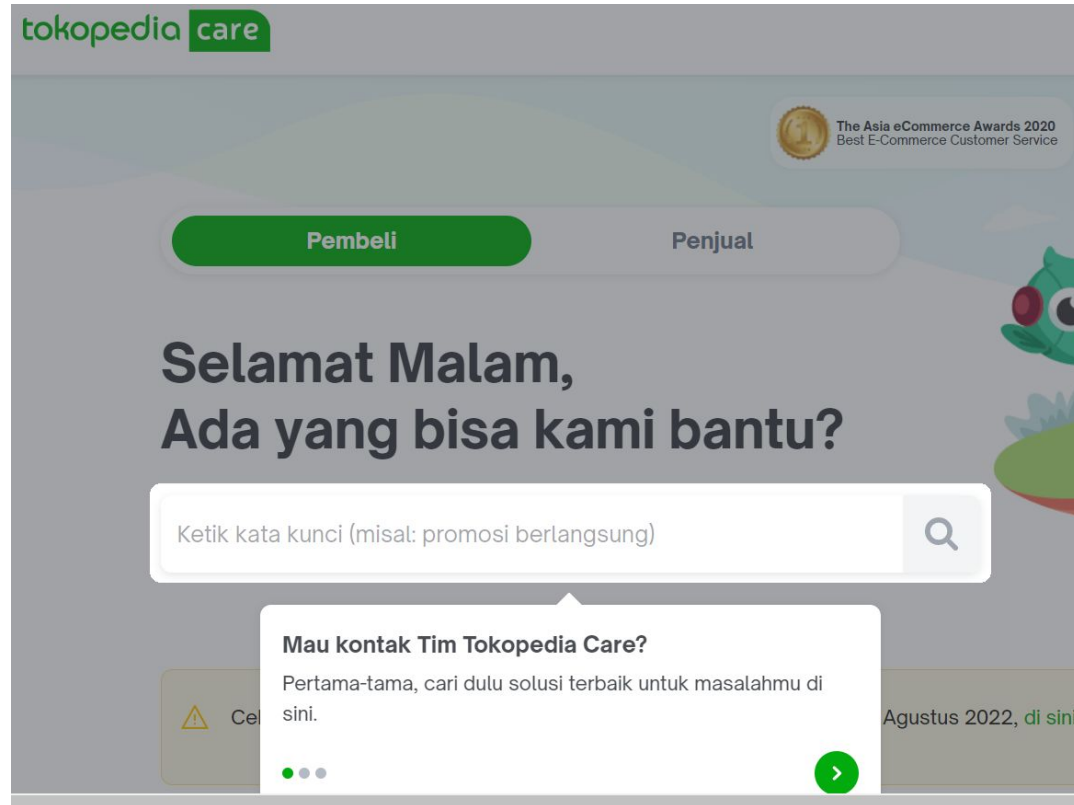 tokopedia care
1
The Asia eCommerce Awards 2020
Best E-Commerce Customer Service
Pembeli
Penjual
Selamat Malam,
Ada yang bisa kami bantu?
Ketik kata kunci (misal: promosi berlangsung)
Mau kontak Tim Tokopedia Care?
Pertama-tama, cari dulu solusi terbaik untuk masalahmu di
sini.
Agustus 2022, di sini